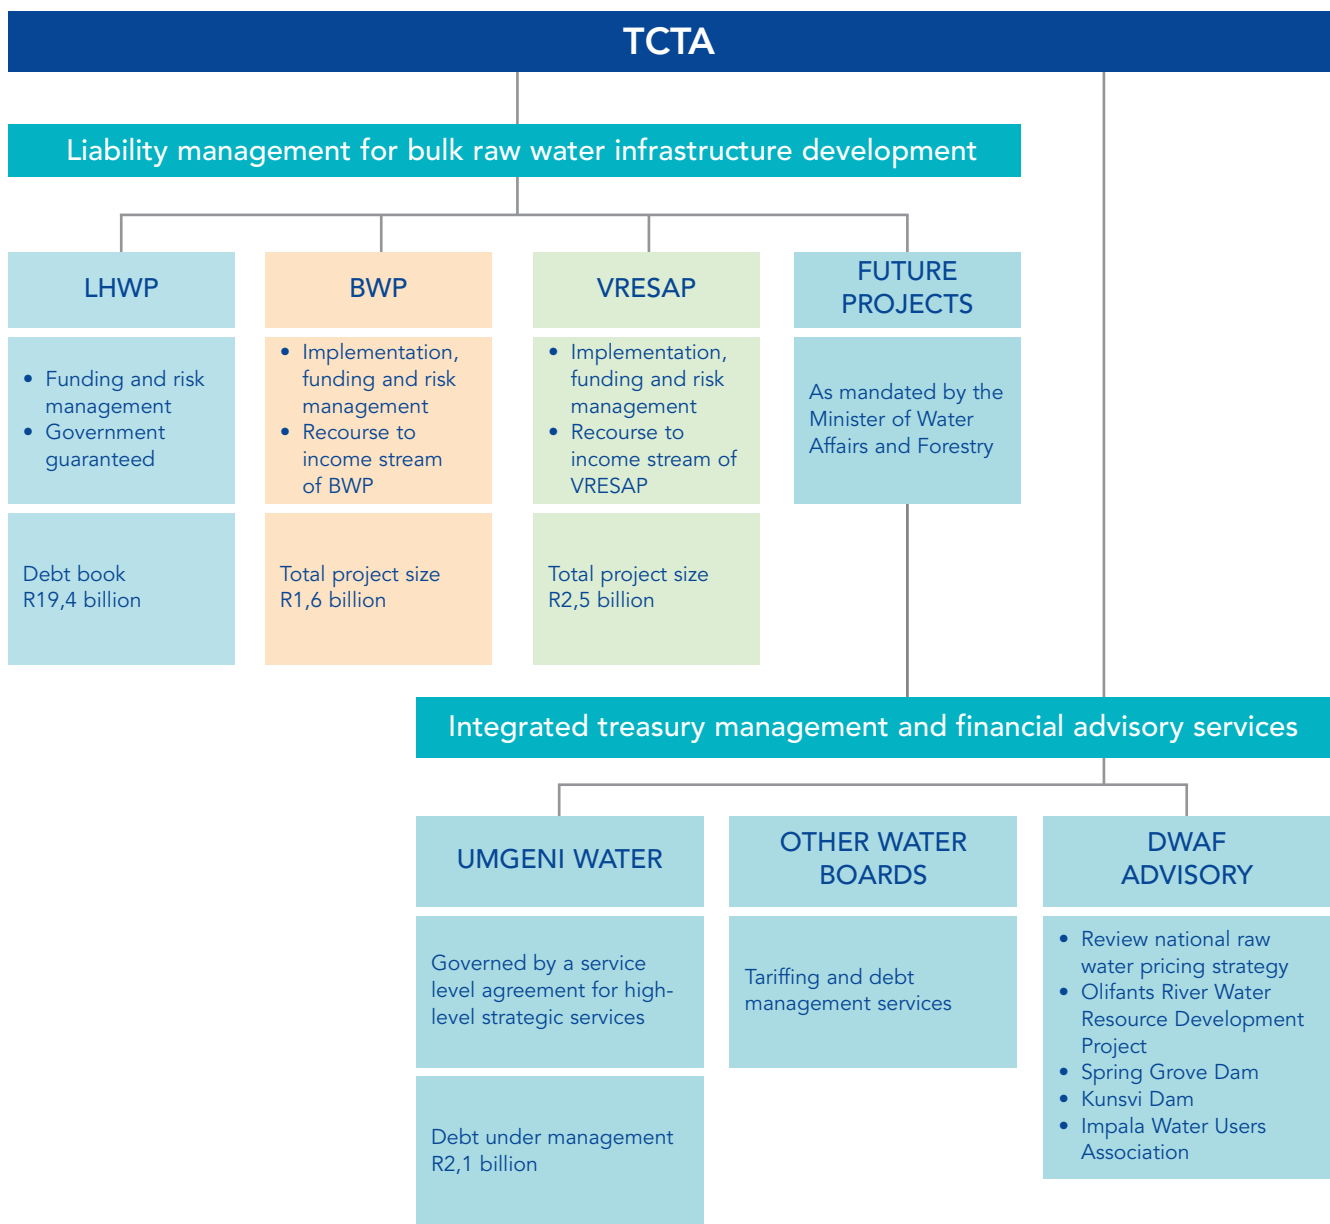 TCTA
Liability management for bulk raw water infrastructure development
LHWP
• Funding and risk
management
• Government
guaranteed
Debt book
R19,4 billion
BWP
• Implementation,
funding and risk
management
• Recourse to
income stream
of BWP
Total project size
R1,6 billion
VRESAP
• Implementation,
funding and risk
management
• Recourse to
income stream of
VRESAP
Total project size
R2,5 billion
FUTURE
PROJECTS
As mandated by the
Minister of Water
Affairs and Forestry
Integrated treasury management and financial advisory services
UMGENI WATER
Governed by a service
level agreement for high-
level strategic services
Debt under management
R2,1 billion
OTHER WATER
BOARDS
Tariffing and debt
management services
DWAF
ADVISORY
• Review national raw
water pricing strategy
• Olifants River Water
Resource Development
Project
• Spring Grove Dam
• Kunsvi Dam
• Impala Water Users
Association